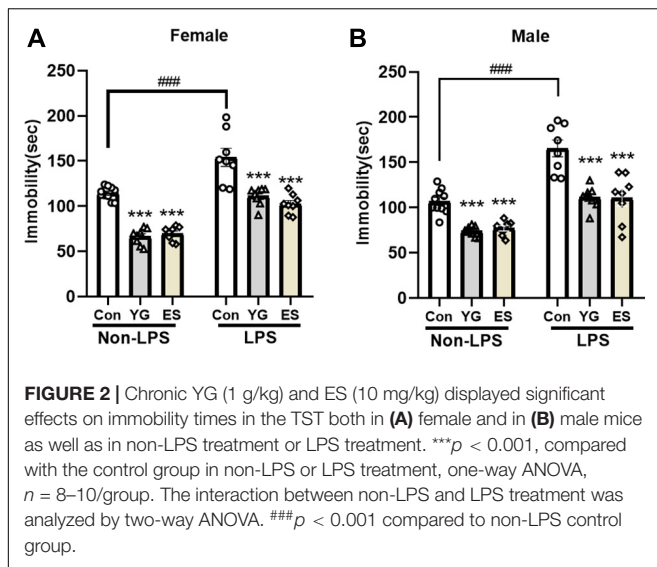 A Female
B Male
250
200
150
100
50
0
Immobility(sec)
###
***
***
***
***
Con YG ES Con YG ES
Non-LPS LPS
250
200
150
100
50
0
Immobility(sec)
###
***
***
***
***
Con YG ES Con YG ES
Non-LPS LPS
FIGURE 2 | Chronic YG (1 g/kg) and ES (10 mg/kg) displayed significant
effects on immobility times in the TST both in (A) female and in (B) male mice
as well as in non-LPS treatment or LPS treatment. ***p < 0.001, compared
with the control group in non-LPS or LPS treatment, one-way ANOVA,
n = 8–10/group. The interaction between non-LPS and LPS treatment was
analyzed by two-way ANOVA. ###p < 0.001 compared to non-LPS control
group.